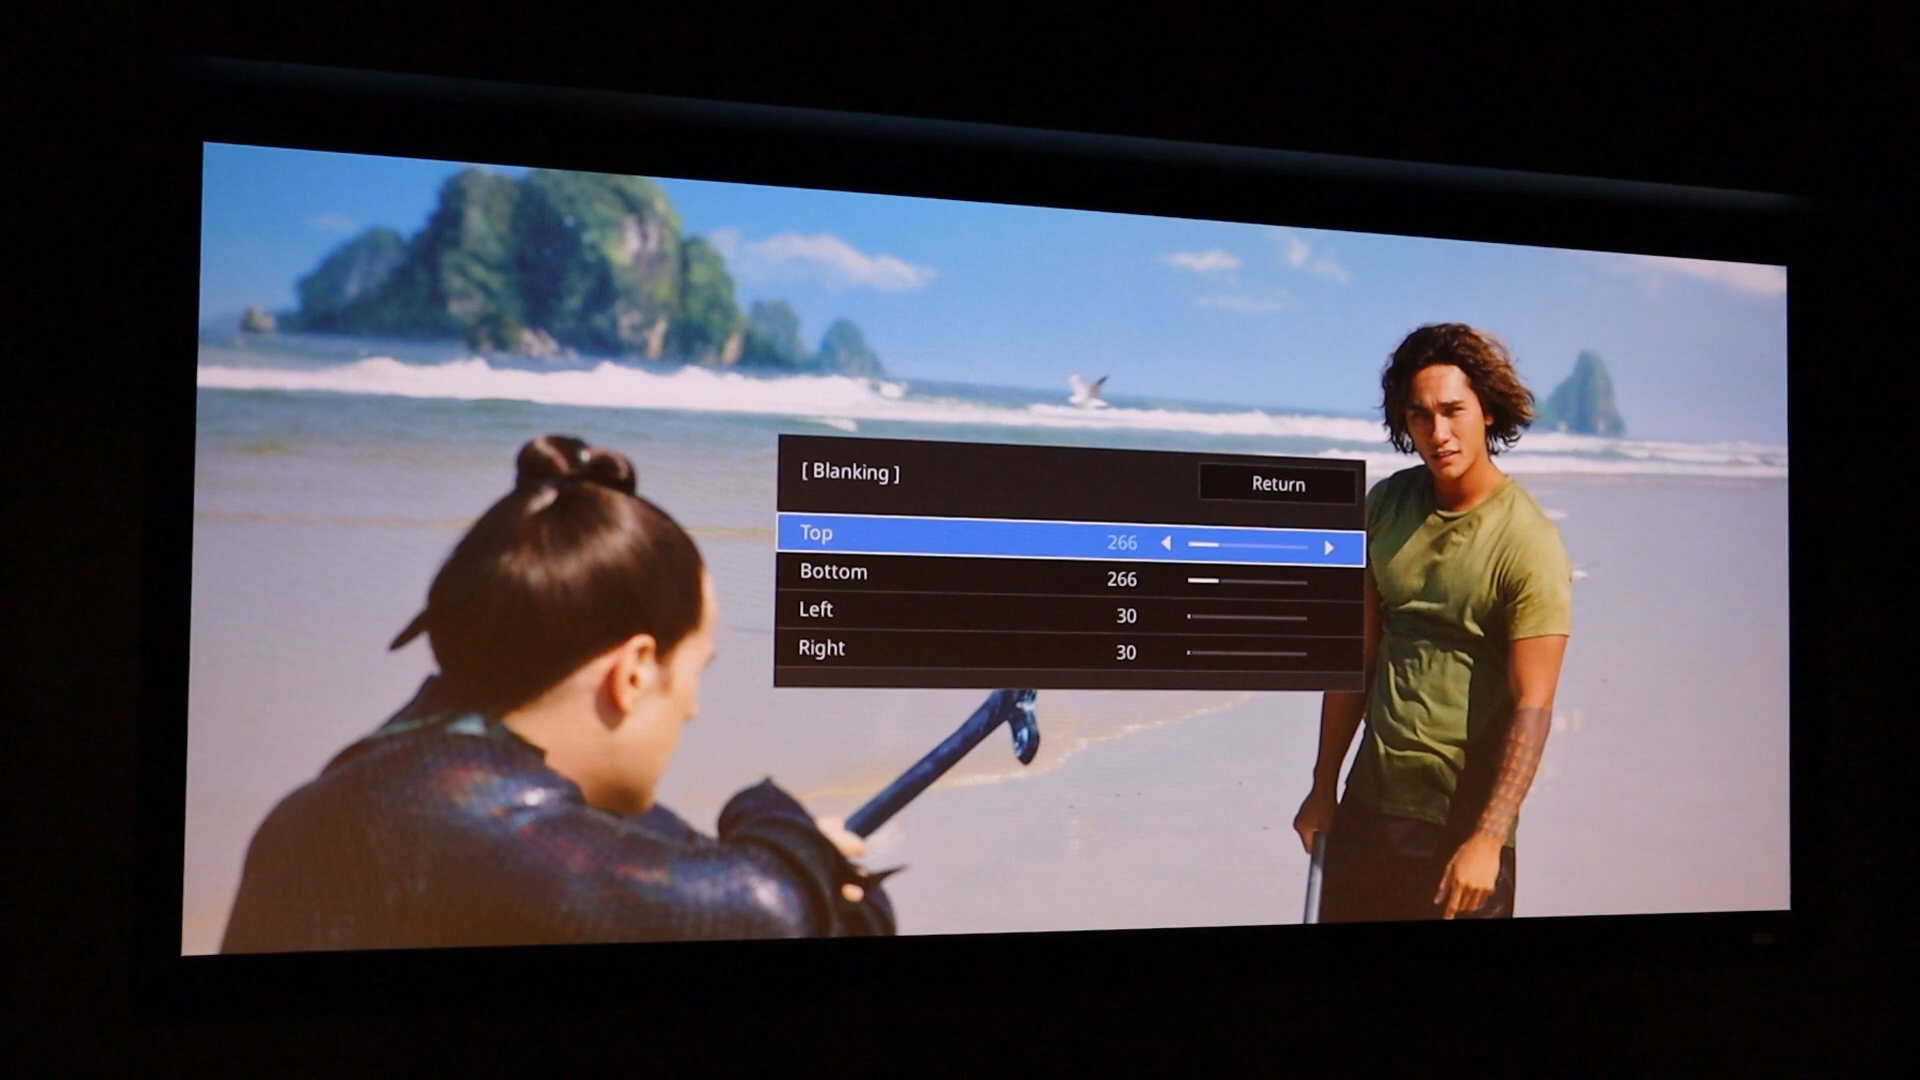 [ Blanking ]
Return
Top 266
Bottom 266
Left 30
Right 30